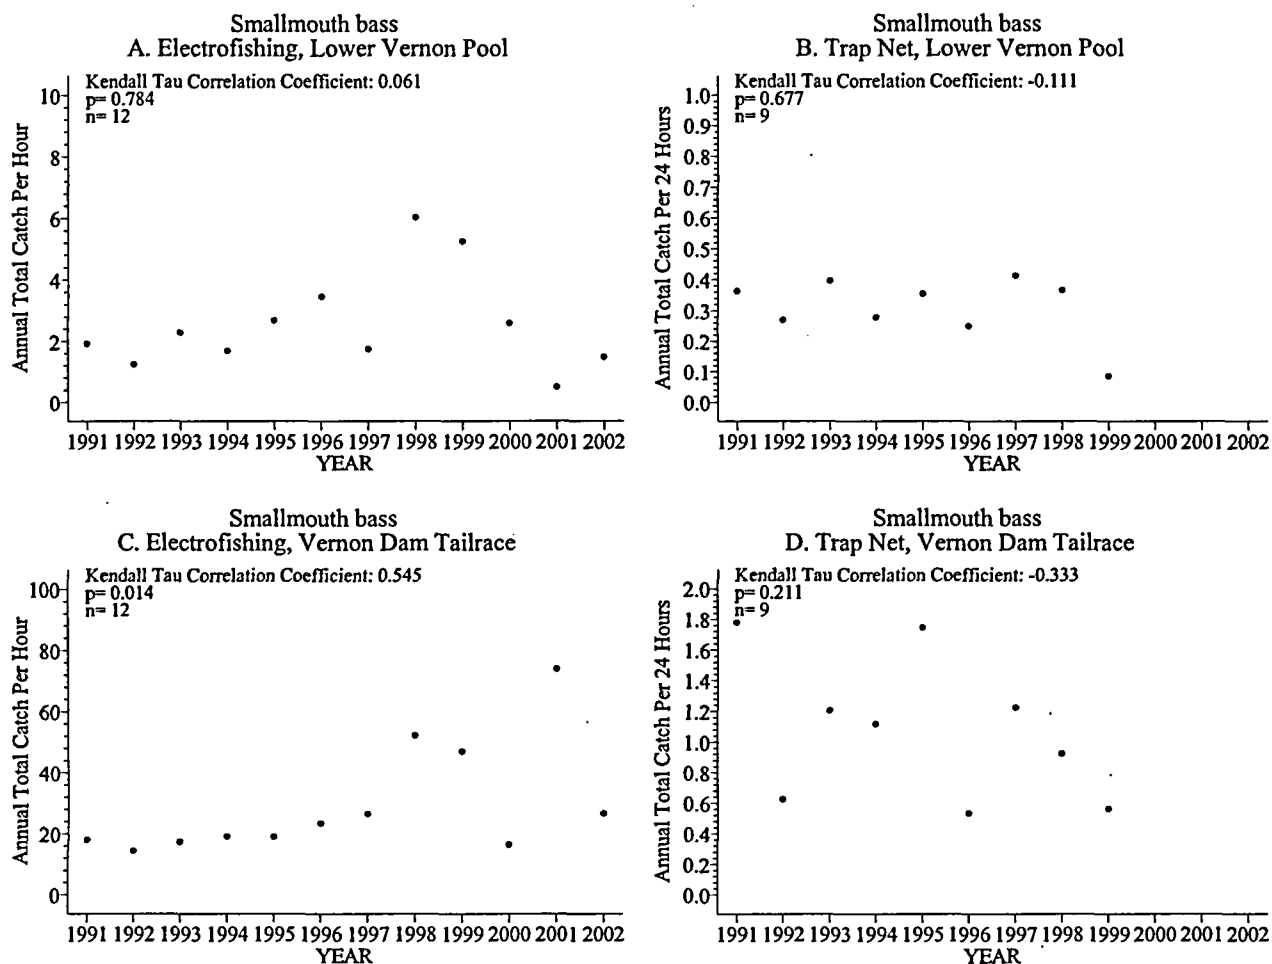 Smallmouth bass
A. Electrofishing, Lower Vernon Pool
Kendall Tau Correlation Coefficient: 0.061
p= 0.784
n= 12
Annual Total Catch Per Hour
10
8
6
4
2
0
1991 1992 1993 1994 1995 1996 1997 1998 1999 2000 2001 2002
YEAR
Smallmouth bass
B. Trap Net, Lower Vernon Pool
Kendall Tau Correlation Coefficient: -0.111
p= 0.677
n= 9
Annual Total Catch Per 24 Hours
1.0
0.9
0.8
0.7
0.6
0.5
0.4
0.3
0.2
0.1
0.0
1991 1992 1993 1994 1995 1996 1997 1998 1999 2000 2001 2002
YEAR
Smallmouth bass
C. Electrofishing, Vernon Dam Tailrace
Kendall Tau Correlation Coefficient: 0.545
p= 0.014
n= 12
Annual Total Catch Per Hour
100
80
60
40
20
0
1991 1992 1993 1994 1995 1996 1997 1998 1999 2000 2001 2002
YEAR
Smallmouth bass
D. Trap Net, Vernon Dam Tailrace
Kendall Tau Correlation Coefficient: -0.333
p= 0.211
n= 9
Annual Total Catch Per 24 Hours
2.0
1.8
1.6
1.4
1.2
1.0
0.8
0.6
0.4
0.2
0.0
1991 1992 1993 1994 1995 1996 1997 1998 1999 2000 2001 2002
YEAR